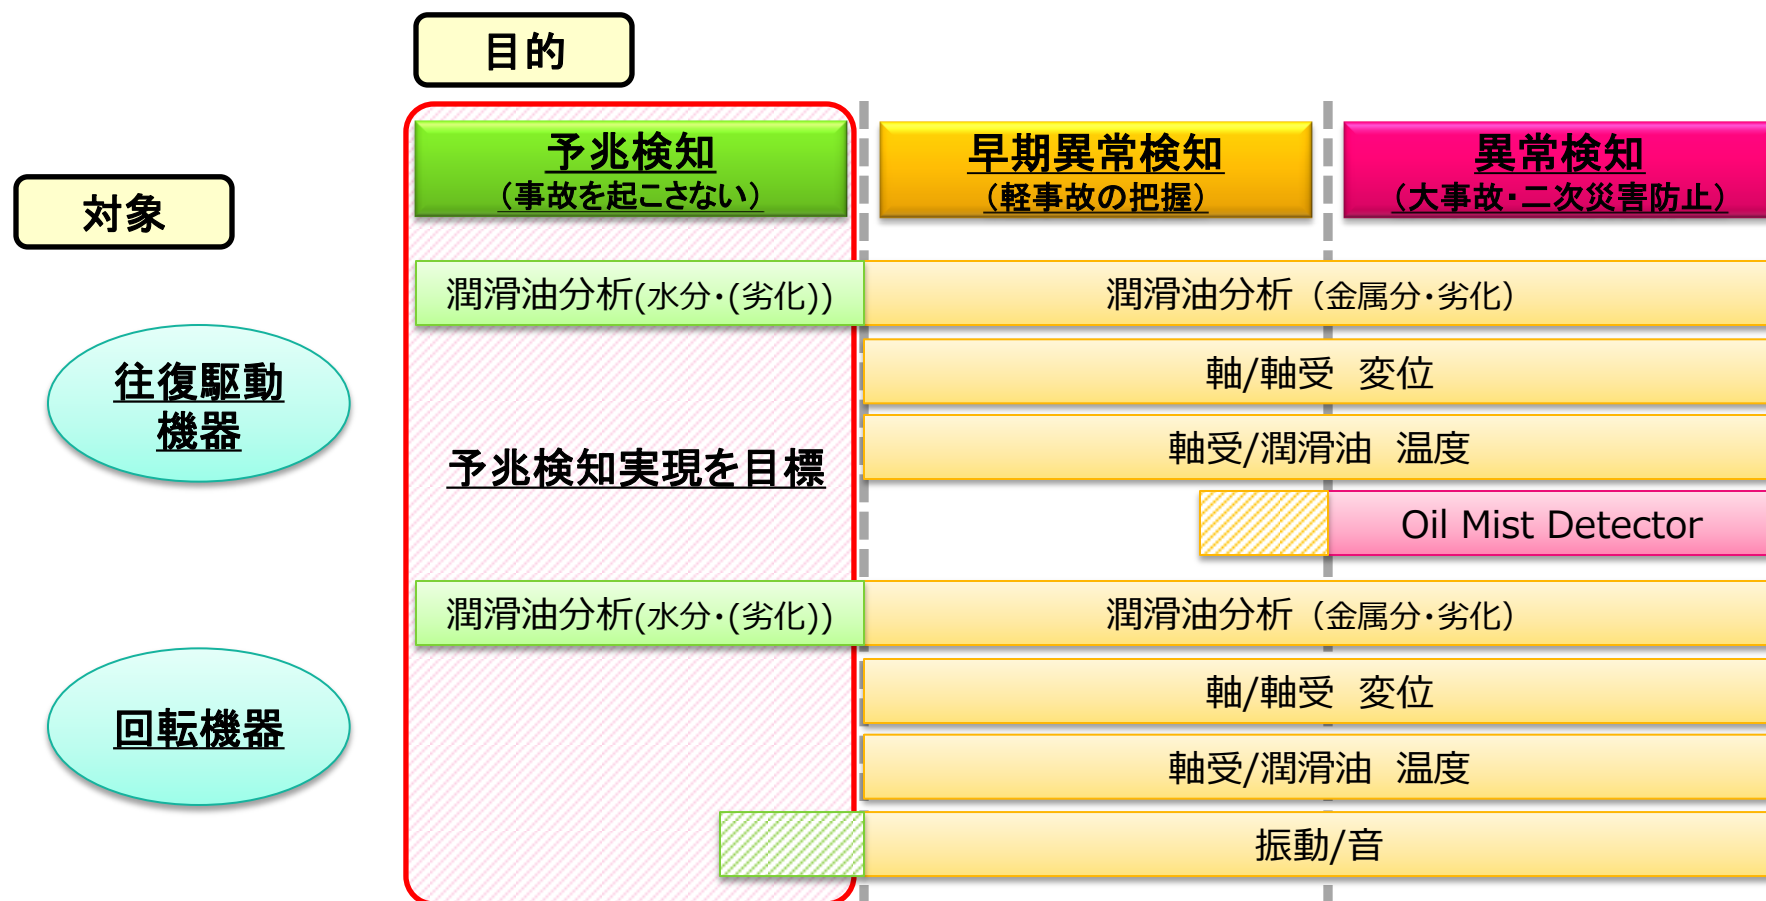 目的
対象
予兆検知
（事故を起こさない）
早期異常検知
（軽事故の把握）
異常検知
（大事故・二次災害防止）
往復駆動
機器
潤滑油分析(水分・(劣化))
潤滑油分析（金属分・劣化）
軸/軸受　変位
軸受/潤滑油　温度
予兆検知実現を目標
Oil Mist Detector
回転機器
潤滑油分析(水分・(劣化))
潤滑油分析（金属分・劣化）
軸/軸受　変位
軸受/潤滑油　温度
振動/音